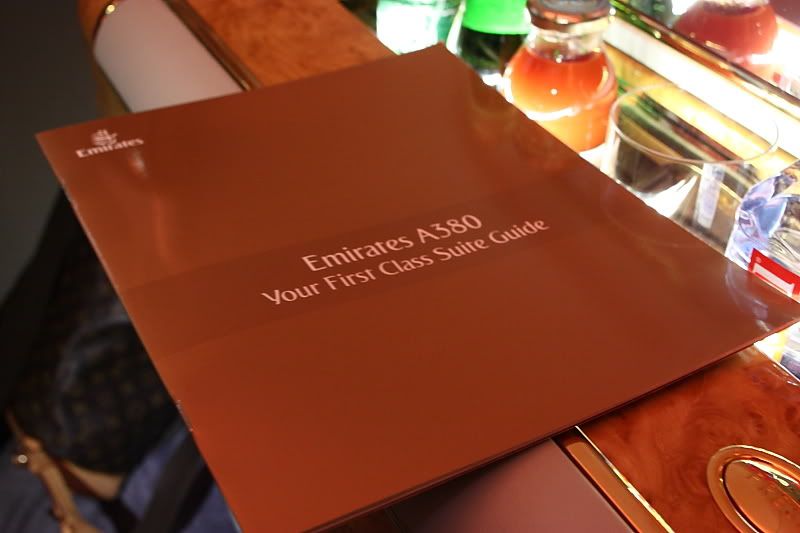 Emirates
Emirates A380
Your First Class Suite Guide